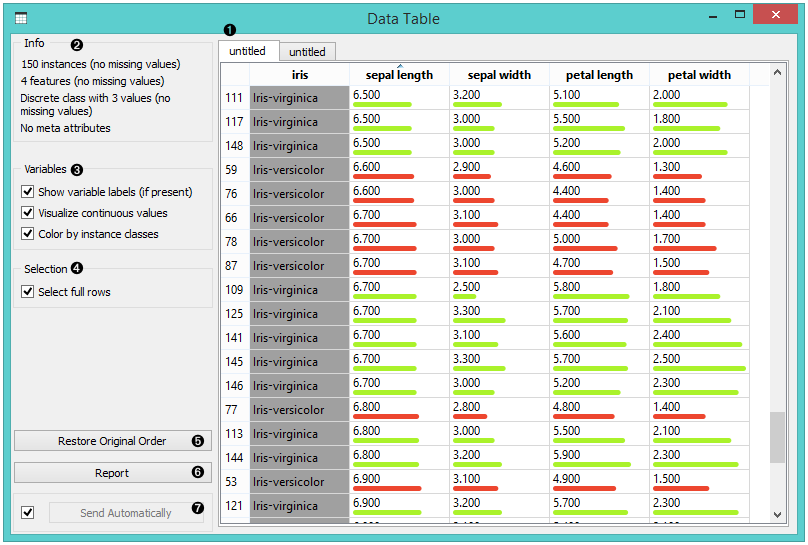 Data Table
Info 2
150 instances (no missing values)
4 features (no missing values)
Discrete class with 3 values (no
missing values)
No meta attributes
Variables 3
Show variable labels (if present)
Visualize continuous values
Color by instance classes
Selection 4
Select full rows
Restore Original Order 5
Report 6
Send Automatically 7
1
untitled untitled
iris sepal length sepal width petal length petal width
111 Iris-virginica 6.500 3.200 5.100 2.000
117 Iris-virginica 6.500 3.000 5.500 1.800
148 Iris-virginica 6.500 3.000 5.200 2.000
59 Iris-versicolor 6.600 2.900 4.600 1.300
76 Iris-versicolor 6.600 3.000 4.400 1.400
66 Iris-versicolor 6.700 3.100 4.400 1.400
78 Iris-versicolor 6.700 3.000 5.000 1.700
87 Iris-versicolor 6.700 3.100 4.700 1.500
109 Iris-virginica 6.700 2.500 5.800 1.800
125 Iris-virginica 6.700 3.300 5.700 2.100
141 Iris-virginica 6.700 3.100 5.600 2.400
145 Iris-virginica 6.700 3.300 5.700 2.500
146 Iris-virginica 6.700 3.000 5.200 2.300
77 Iris-versicolor 6.800 2.800 4.800 1.400
113 Iris-virginica 6.800 3.000 5.500 2.100
144 Iris-virginica 6.800 3.200 5.900 2.300
53 Iris-versicolor 6.900 3.100 4.900 1.500
121 Iris-virginica 6.900 3.200 5.700 2.300